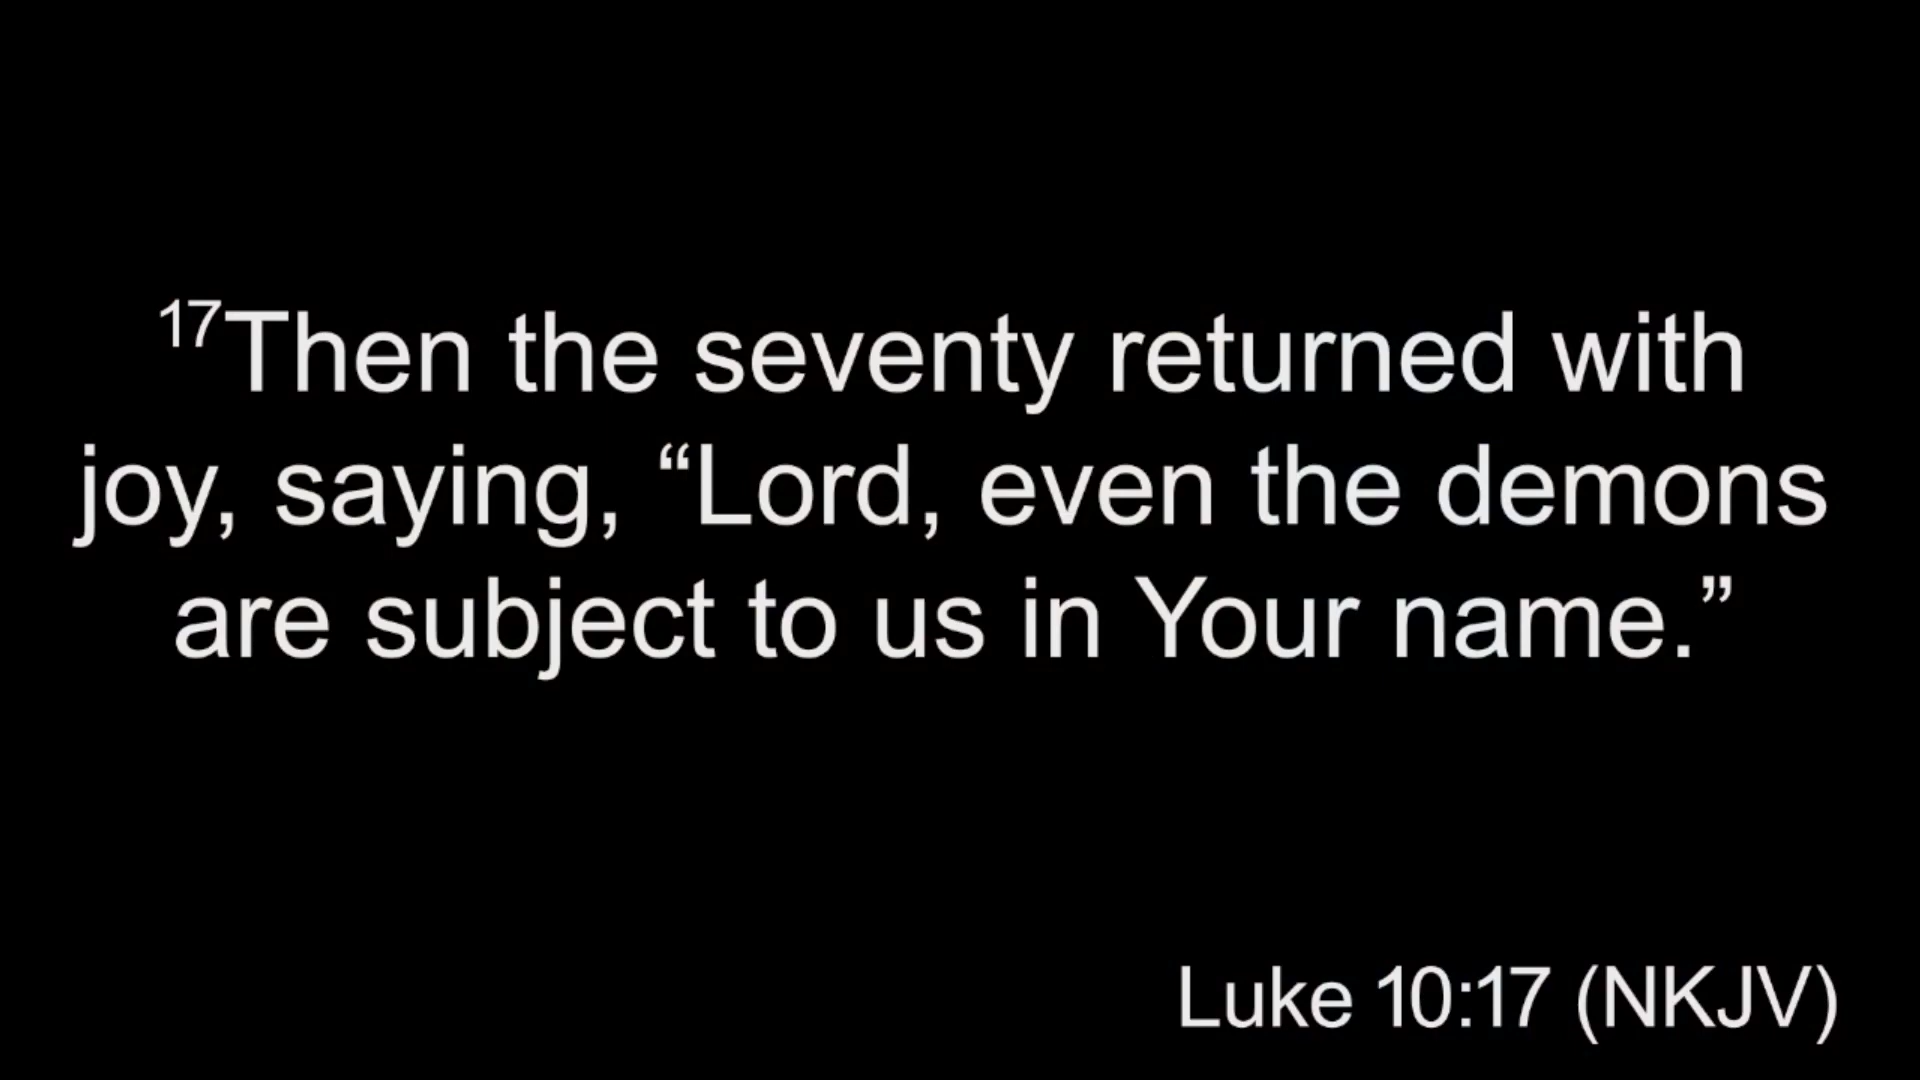 17Then the seventy returned with
joy, saying, “Lord, even the demons
are subject to us in Your name.”
Luke 10:17 (NKJV)